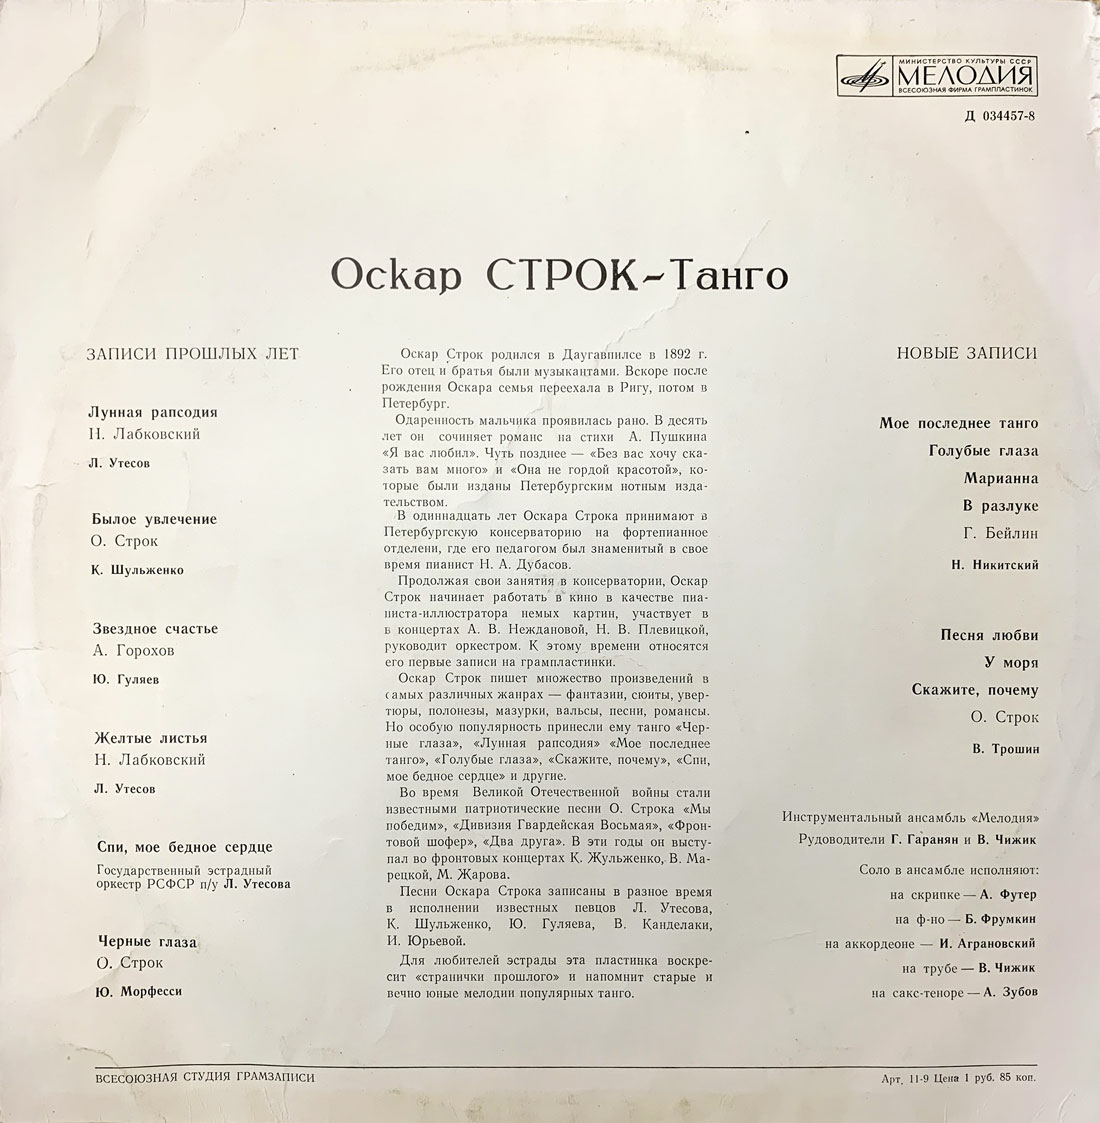 МИНИСТЕРСТВО КУЛЬТУРЫ СССР
МЕЛОДИЯ
ВСЕСОЮЗНАЯ ФИРМА ГРАМПЛАСТИНОК
Д 034457-8
Оскар СТРОК-Танго
ЗАПИСИ ПРОШЛЫХ ЛЕТ
Лунная рапсодия
Н. Лабковский
Л. Утесов
Былое увлечение
О. Строк
К. Шульженко
Звездное счастье
А. Горохов
Ю. Гуляев
Желтые листья
Н. Лабковский
Л. Утесов
Спи, мое бедное сердце
Государственный эстрадный
оркестр РСФСР п/у Л. Утесова
Черные глаза
О. Строк
Ю. Морфесси
Оскар Строк родился в Даугавпилсе в 1892 г.
Его отец и братья были музыкантами. Вскоре после
рождения Оскара семья переехала в Ригу, потом в
Петербург.
Одаренность мальчика проявилась рано. В десять
лет он сочиняет романс на стихи А. Пушкина
«Я вас любил». Чуть позднее — «Без вас хочу ска-
зать вам много» и «Она не гордой красотой», ко-
торые были изданы Петербургским нотным изда-
тельством.
В одиннадцать лет Оскара Строка принимают в
Петербургскую консерваторию на фортепианное
отделени, где его педагогом был знаменитый в свое
время пианист Н. А. Дубасов.
Продолжая свои занятия в консерватории, Оскар
Строк начинает работать в кино в качестве пиа-
ниста-иллюстратора немых картин, участвует в
в концертах А. В. Неждановой, Н. В. Плевицкой,
руководит оркестром. К этому времени относятся
его первые записи на грампластинки.
Оскар Строк пишет множество произведений в
самых различных жанрах — фантазии, сюиты, увер-
тюры, полонезы, мазурки, вальсы, песни, романсы.
Но особую популярность принесли ему танго «Чер-
ные глаза», «Лунная рапсодия» «Мое последнее
танго», «Голубые глаза», «Скажите, почему», «Спи,
мое бедное сердце» и другие.
Во время Великой Отечественной войны стали
известными патриотические песни О. Строка «Мы
победим», «Дивизия Гвардейская Восьмая», «Фрон-
товой шофер», «Два друга». В эти годы он высту-
пал во фронтовых концертах К. Жульженко, В. Ма-
рецкой, М. Жарова.
Песни Оскара Строка записаны в разное время
в исполнении известных певцов Л. Утесова,
К. Шульженко, Ю. Гуляева, В. Канделаки,
И. Юрьевой.
Для любителей эстрады эта пластинка воскре-
сит «странички прошлого» и напомнит старые и
вечно юные мелодии популярных танго.
НОВЫЕ ЗАПИСИ
Мое последнее танго
Голубые глаза
Марианна
В разлуке
Г. Бейлин
Н. Никитский
Песня любви
У моря
Скажите, почему
О. Строк
В. Трошин
Инструментальный ансамбль «Мелодия»
Рудоводители Г. Гаранян и В. Чижик
Соло в ансамбле исполняют:
на скрипке — А. Футер
на ф-но — Б. Фрумкин
на аккордеоне — И. Аграновский
на трубе — В. Чижик
на сакс-теноре — А. Зубов
ВСЕСОЮЗНАЯ СТУДИЯ ГРАМЗАПИСИ
Арт. 11-9 Цена 1 руб. 85 коп.